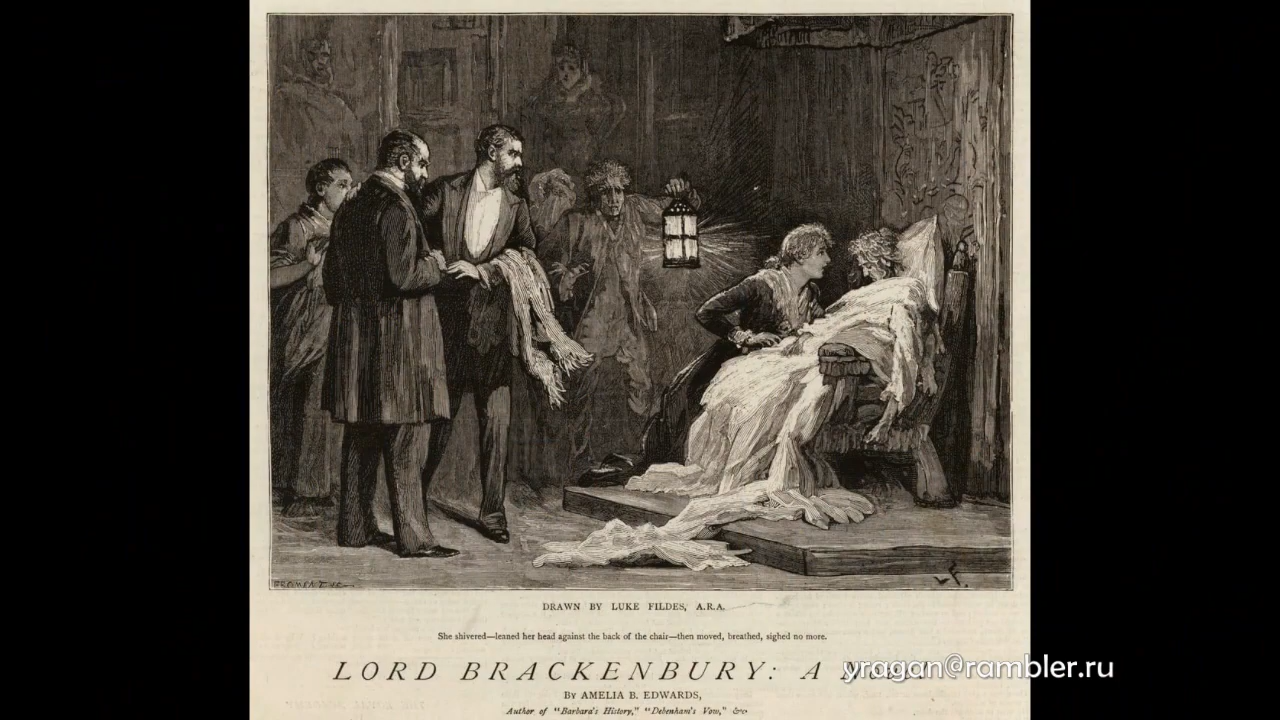 L F.
DRAWN BY LUKE FILDES, A.R.A.
She shivered—leaned her head against the back of the chair—then moved, breathed, sighed no more.
LORD BRACKENBURY: A
yragan@rambler.ru
BY AMELIA B. EDWARDS,
Author of "Barbara's History," "Debenham's Vow," &c